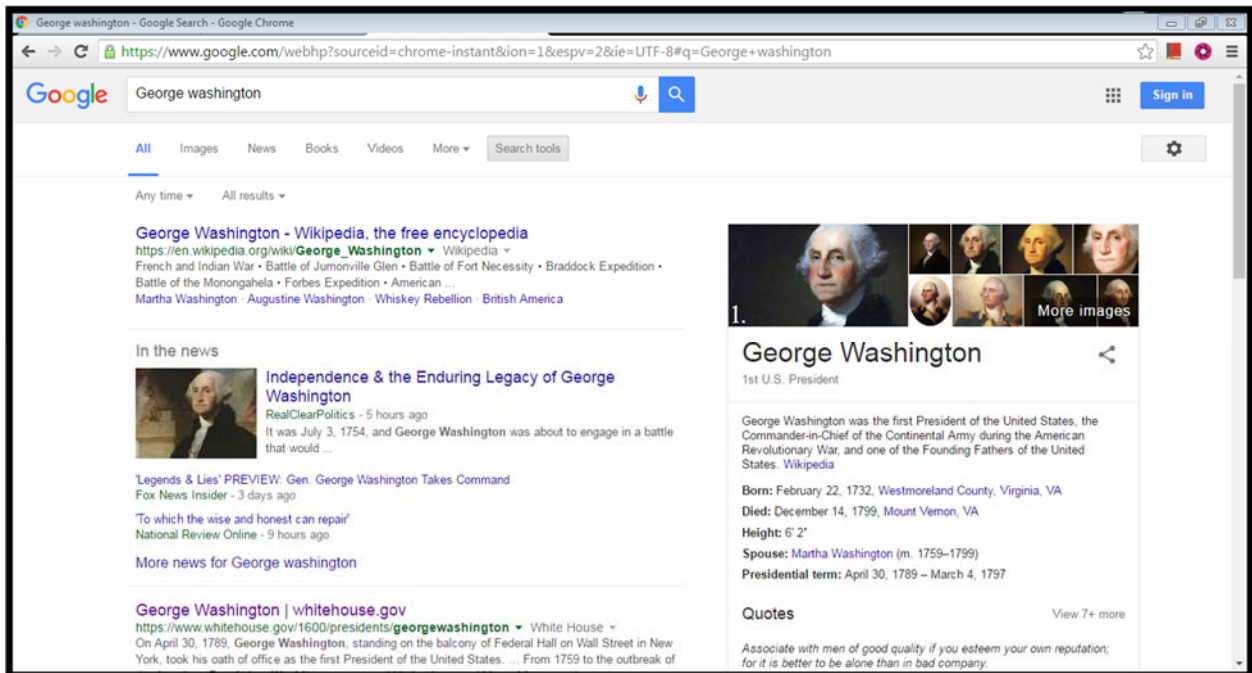 George washington - Google Search - Google Chrome
https://www.google.com/webhp?sourceid=chrome-instant&ion=1&espv=2&ie=UTF-8#q=George+washington
Google
George washington
Sign in
All Images News Books Videos More Search tools
Any time All results
George Washington - Wikipedia, the free encyclopedia
https://en.wikipedia.org/wiki/George_Washington Wikipedia
French and Indian War • Battle of Jumonville Glen • Battle of Fort Necessity • Braddock Expedition •
Battle of the Monongahela • Forbes Expedition • American ...
Martha Washington · Augustine Washington · Whiskey Rebellion · British America
In the news
Independence & the Enduring Legacy of George
Washington
RealClearPolitics - 5 hours ago
It was July 3, 1754, and George Washington was about to engage in a battle
that would ...
'Legends & Lies' PREVIEW: Gen. George Washington Takes Command
Fox News Insider - 3 days ago
'To which the wise and honest can repair'
National Review Online - 9 hours ago
More news for George washington
George Washington | whitehouse.gov
https://www.whitehouse.gov/1600/presidents/georgewashington White House
On April 30, 1789, George Washington, standing on the balcony of Federal Hall on Wall Street in New
York, took his oath of office as the first President of the United States. ... From 1759 to the outbreak of
1.
More images
George Washington
1st U.S. President
George Washington was the first President of the United States, the
Commander-in-Chief of the Continental Army during the American
Revolutionary War, and one of the Founding Fathers of the United
States. Wikipedia
Born: February 22, 1732, Westmoreland County, Virginia, VA
Died: December 14, 1799, Mount Vernon, VA
Height: 6' 2"
Spouse: Martha Washington (m. 1759–1799)
Presidential term: April 30, 1789 – March 4, 1797
Quotes
View 7+ more
Associate with men of good quality if you esteem your own reputation;
for it is better to be alone than in bad company.